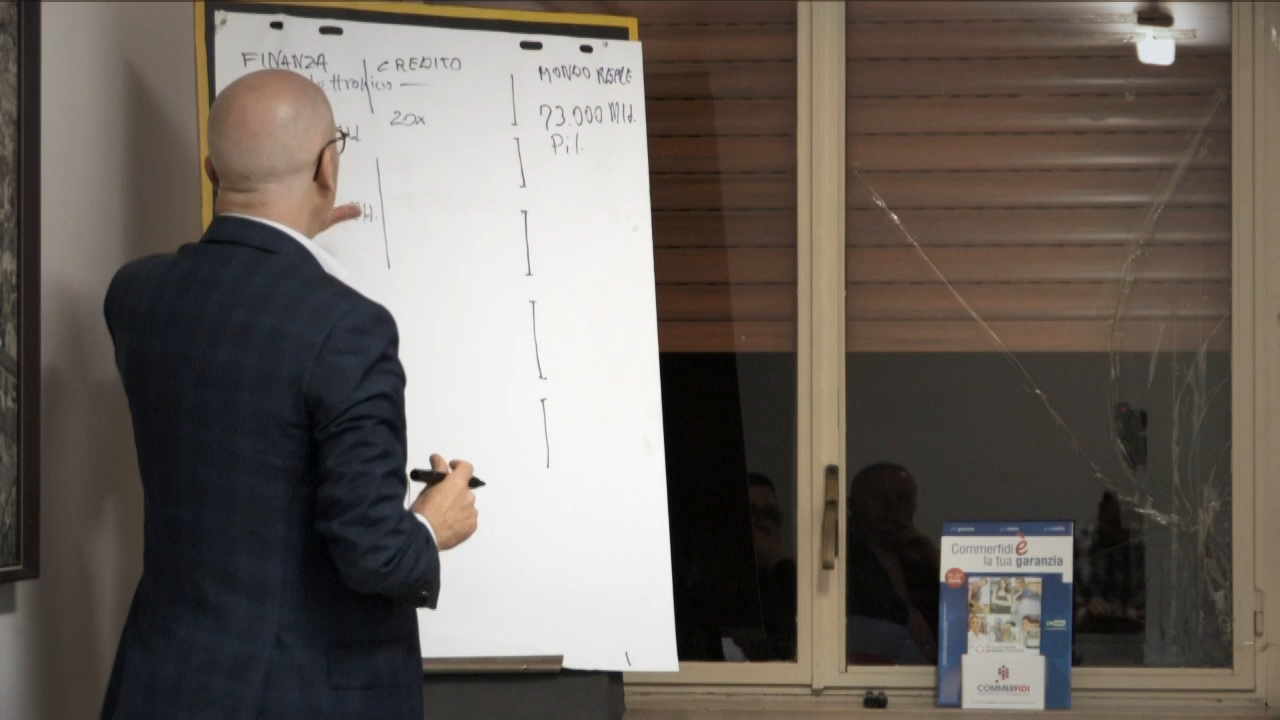 FINANZA
CREDITO
20x
MONDO REALE
73.000 Mld.
Pil.
Commerfidi è
la tua garanzia
COMMERFIDI